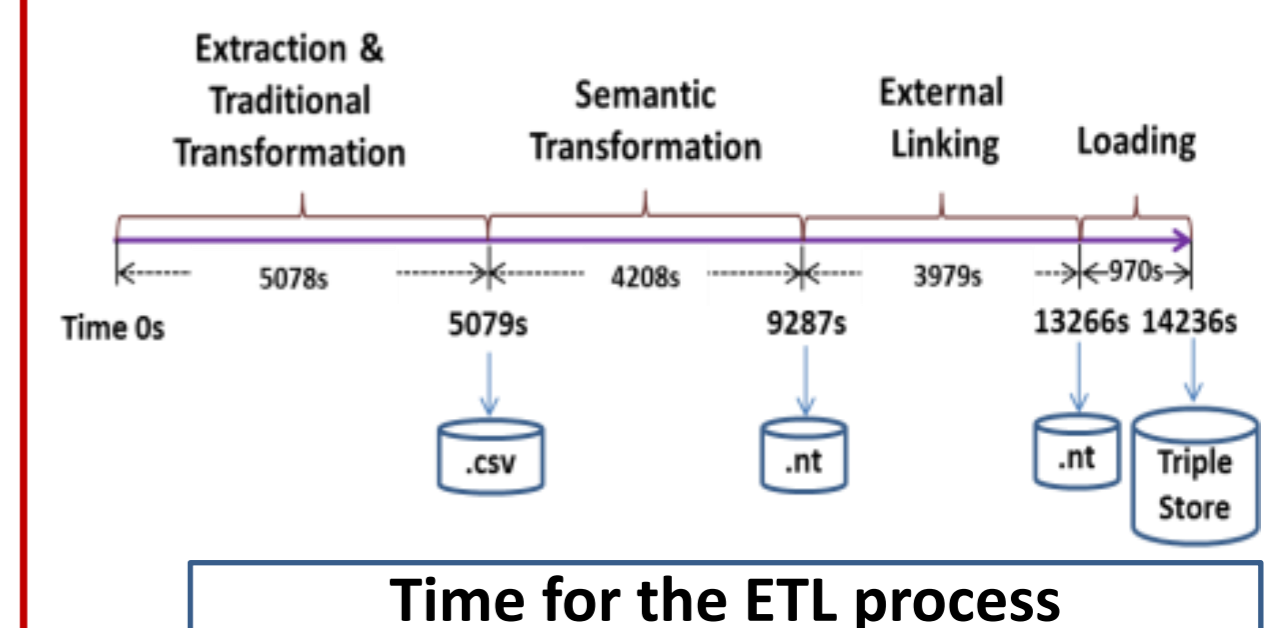 Extraction &
Traditional
Transformation
Semantic
Transformation
External
Linking
Loading
5078s
4208s
3979s
970s
Time 0s
5079s
9287s
13266s
14236s
.csv
.nt
.nt
Triple
Store
Time for the ETL process